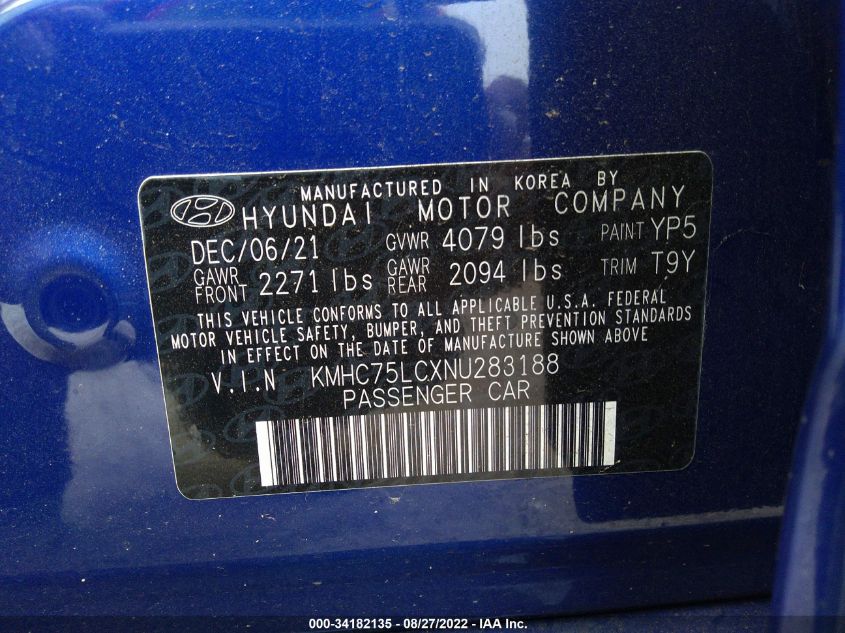 MANUFACTURED IN KOREA BY
HYUNDAI MOTOR COMPANY
DEC/06/21 GVWR 4079 lbs PAINT YP5
GAWR FRONT 2271 lbs GAWR REAR 2094 lbs TRIM T9Y
THIS VEHICLE CONFORMS TO ALL APPLICABLE U.S.A. FEDERAL
MOTOR VEHICLE SAFETY, BUMPER, AND THEFT PREVENTION STANDARDS
IN EFFECT ON THE DATE OF MANUFACTURE SHOWN ABOVE
V.I.N KMHC75LCXNU283188
PASSENGER CAR
000-34182135 - 08/27/2022 - IAA Inc.